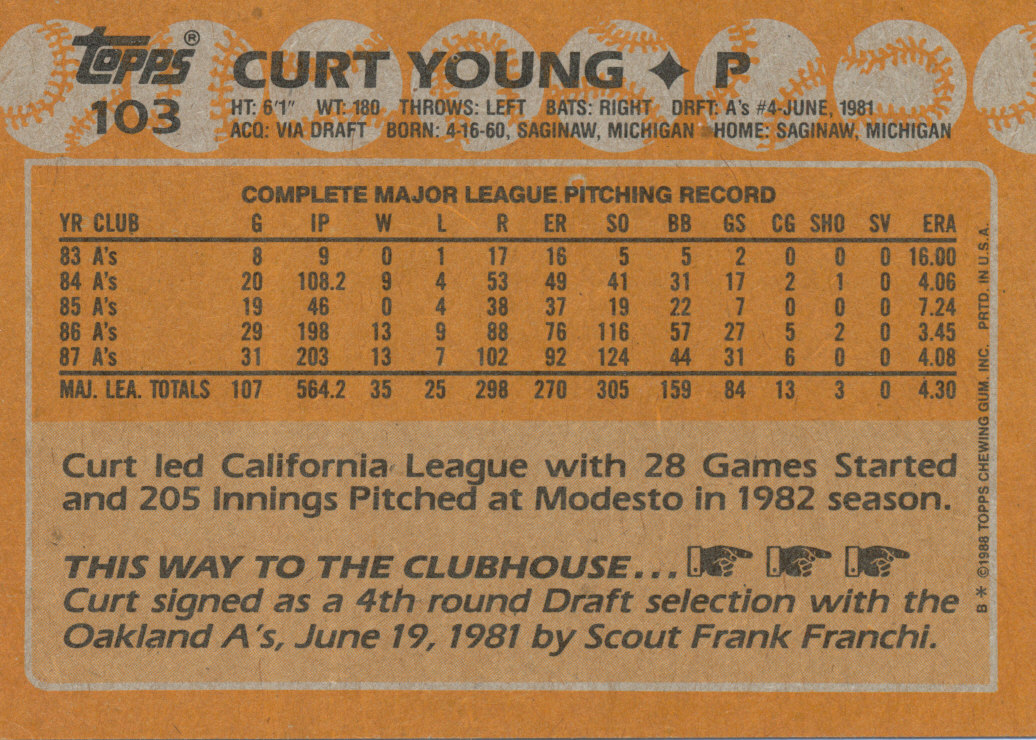 topps®
103
CURT YOUNG ♦ P
HT: 6'1" WT: 180 THROWS: LEFT BATS: RIGHT DRFT: A's #4-JUNE, 1981
ACQ: VIA DRAFT BORN: 4-16-60, SAGINAW, MICHIGAN HOME: SAGINAW, MICHIGAN
COMPLETE MAJOR LEAGUE PITCHING RECORD
YR CLUB G IP W L R ER SO BB GS CG SHO SV ERA
83 A's 8 9 0 1 17 16 5 5 2 0 0 0 16.00
84 A's 20 108.2 9 4 53 49 41 31 17 2 1 0 4.06
85 A's 19 46 0 4 38 37 19 22 7 0 0 0 7.24
86 A's 29 198 13 9 88 76 116 57 27 5 2 0 3.45
87 A's 31 203 13 7 102 92 124 44 31 6 0 0 4.08
MAJ. LEA. TOTALS 107 564.2 35 25 298 270 305 159 84 13 3 0 4.30
Curt led California League with 28 Games Started
and 205 Innings Pitched at Modesto in 1982 season.
THIS WAY TO THE CLUBHOUSE...
Curt signed as a 4th round Draft selection with the
Oakland A's, June 19, 1981 by Scout Frank Franchi.
B * ©1988 TOPPS CHEWING GUM, INC. PRTD. IN U.S.A.